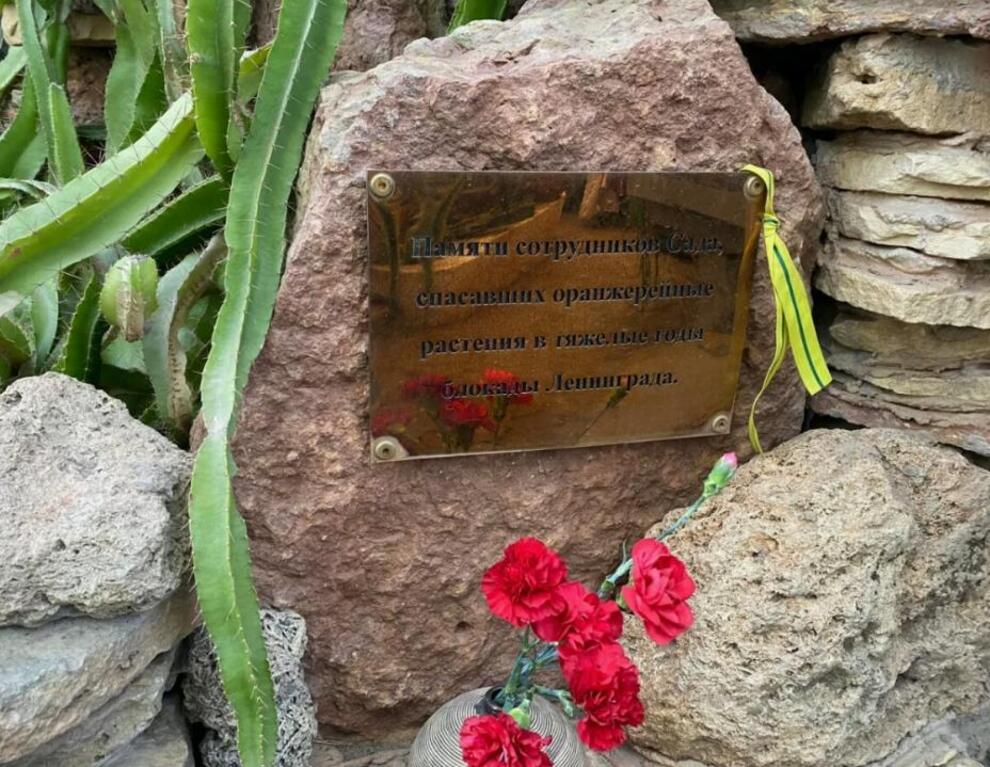 Памяти сотрудников Сада,
спасавших оранжерейные
растения в тяжелые годы
блокады Ленинграда.